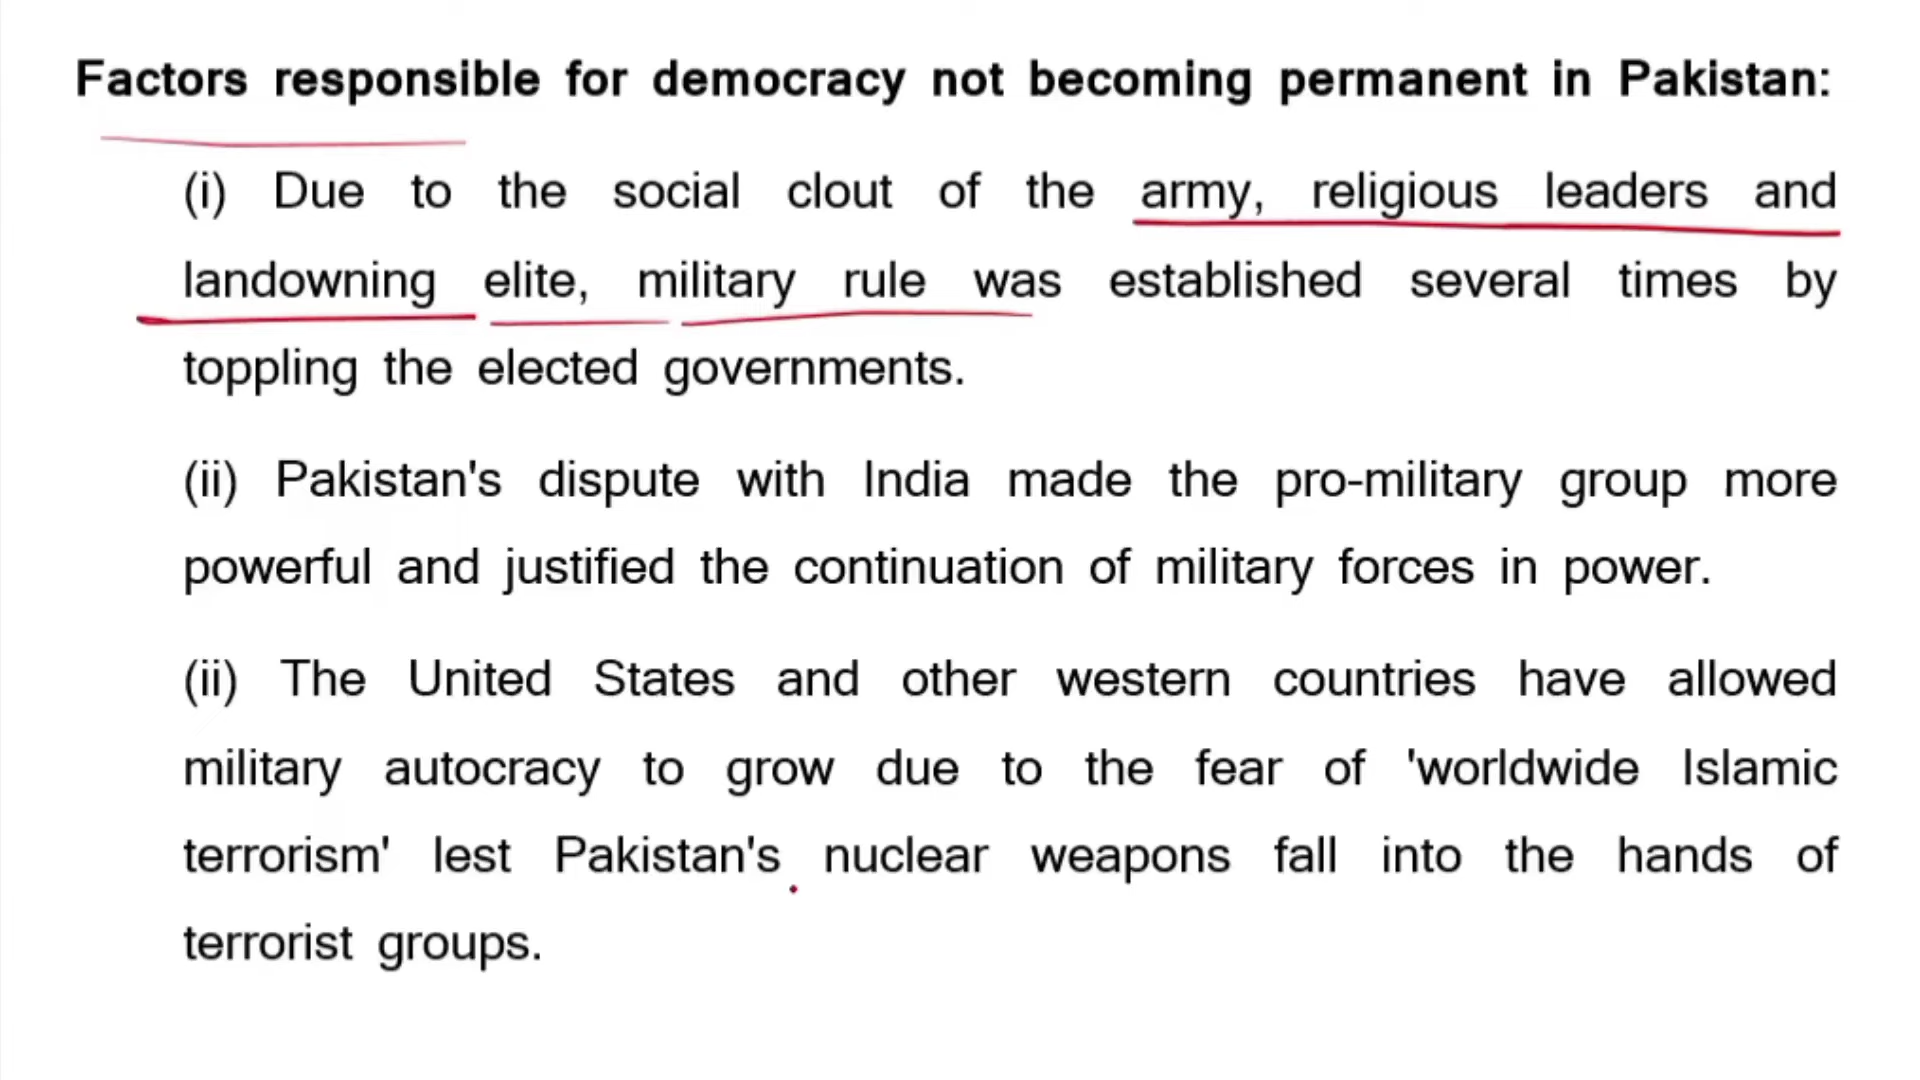 Factors responsible for democracy not becoming permanent in Pakistan:
(i) Due to the social clout of the army, religious leaders and
landowning elite, military rule was established several times by
toppling the elected governments.
(ii) Pakistan's dispute with India made the pro-military group more
powerful and justified the continuation of military forces in power.
(ii) The United States and other western countries have allowed
military autocracy to grow due to the fear of 'worldwide Islamic
terrorism' lest Pakistan's nuclear weapons fall into the hands of
terrorist groups.